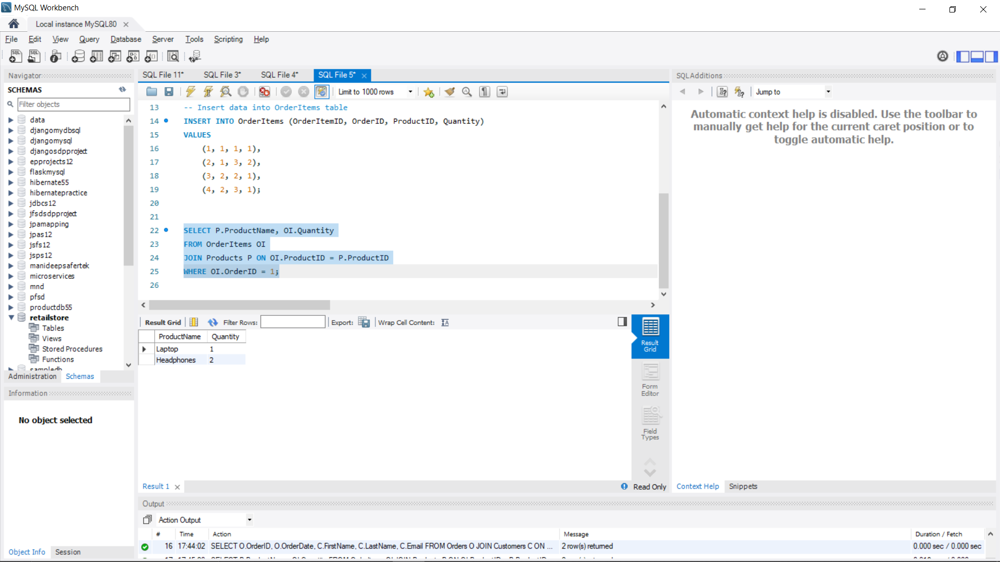 MySQL Workbench
Local instance MySQL80
File Edit View Query Database Server Tools Scripting Help
Navigator
SCHEMAS
Filter objects
data
djangomydbsql
djangomysql
djangosdpproject
epprojects12
flaskmysql
hibernate55
hibernatepractice
jdbcs12
jfsdsdpproject
jpamapping
jpas12
jsfs12
jsps12
manideepsafertek
microservices
mnd
pfsd
productdb55
retailstore
Tables
Views
Stored Procedures
Functions
sampledb
Administration Schemas
Information
No object selected
Object Info Session
SQL File 11* SQL File 3* SQL File 4* SQL File 5*
Limit to 1000 rows
13 -- Insert data into OrderItems table
14 INSERT INTO OrderItems (OrderItemID, OrderID, ProductID, Quantity)
15 VALUES
16 (1, 1, 1, 1),
17 (2, 1, 3, 2),
18 (3, 2, 2, 1),
19 (4, 2, 3, 1);
20
21
22 SELECT P.ProductName, OI.Quantity
23 FROM OrderItems OI
24 JOIN Products P ON OI.ProductID = P.ProductID
25 WHERE OI.OrderID = 1;
26
Result Grid Filter Rows: Export: Wrap Cell Content:
ProductName Quantity
Laptop 1
Headphones 2
Result Grid
Form Editor
Field Types
Result 1 Read Only
SQLAdditions
Jump to
Automatic context help is disabled. Use the toolbar to
manually get help for the current caret position or to
toggle automatic help.
Context Help Snippets
Output
Action Output
# Time Action Message Duration / Fetch
16 17:44:02 SELECT O.OrderID, O.OrderDate, C.FirstName, C.LastName, C.Email FROM Orders O JOIN Customers C ON ... 2 row(s) returned 0.000 sec / 0.000 sec